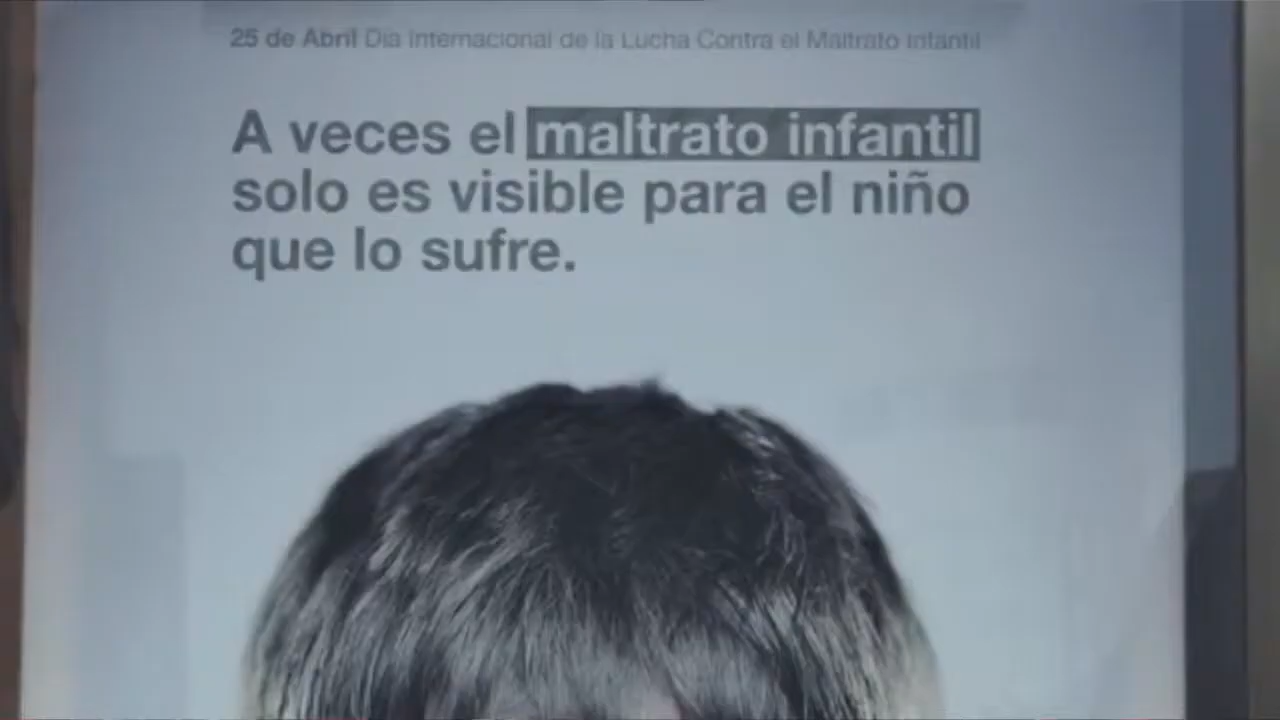 25 de Abril Dia Internacional de la Lucha Contra el Maltrato Infantil
A veces el maltrato infantil
solo es visible para el niño
que lo sufre.